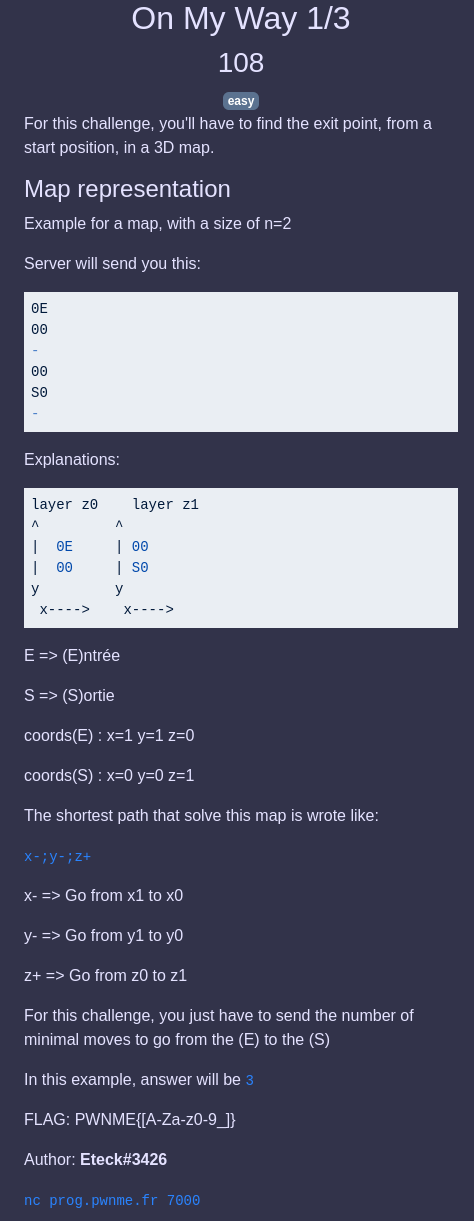 On My Way 1/3
108
easy
For this challenge, you'll have to find the exit point, from a
start position, in a 3D map.
Map representation
Example for a map, with a size of n=2
Server will send you this:
0E
00
-
00
S0
-
Explanations:
layer z0    layer z1
^         ^
|  0E     | 00
|  00     | S0
y         y
 x---->    x---->
E => (E)ntrée
S => (S)ortie
coords(E) : x=1 y=1 z=0
coords(S) : x=0 y=0 z=1
The shortest path that solve this map is wrote like:
x-;y-;z+
x- => Go from x1 to x0
y- => Go from y1 to y0
z+ => Go from z0 to z1
For this challenge, you just have to send the number of
minimal moves to go from the (E) to the (S)
In this example, answer will be 3
FLAG: PWNME{[A-Za-z0-9_]}
Author: Eteck#3426
nc prog.pwnme.fr 7000